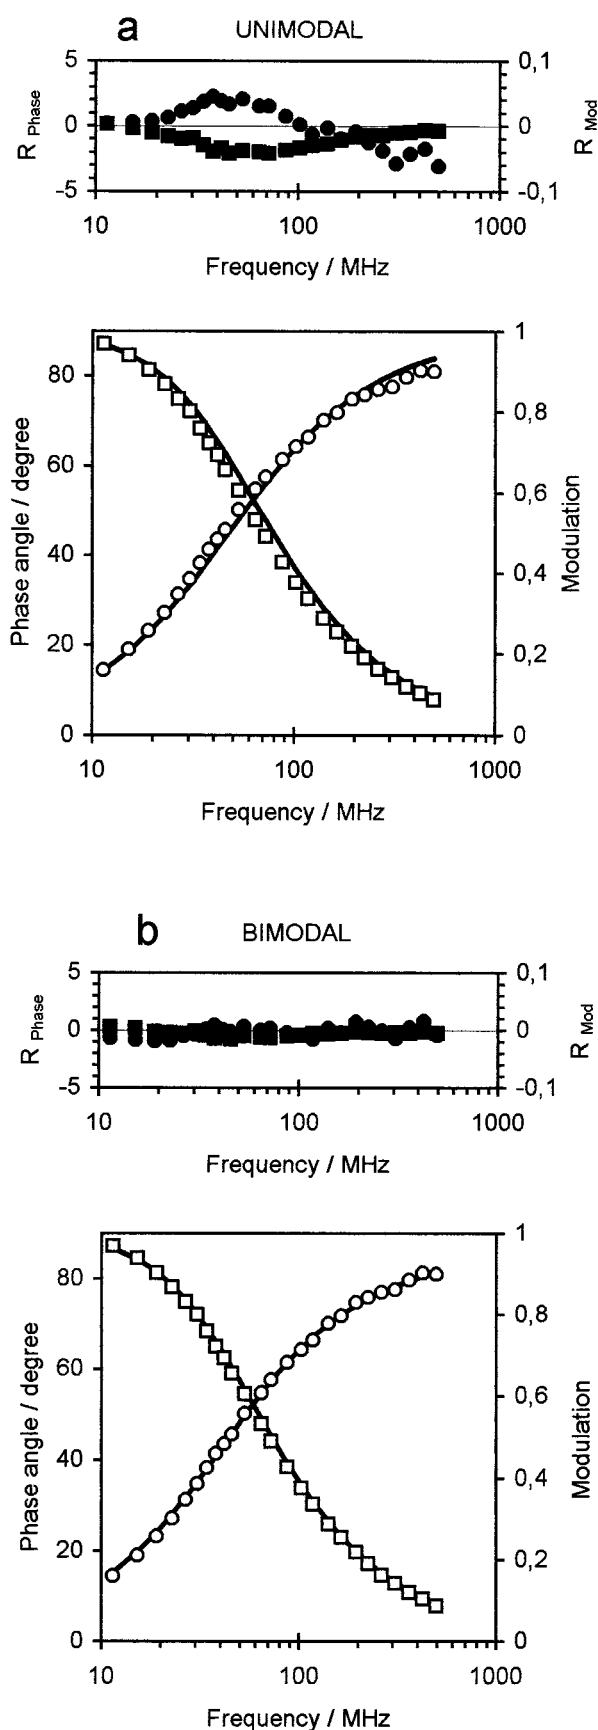 a UNIMODAL
5
0
-5
R Phase
0,1
0
-0,1
R Mod
10 100 1000
Frequency / MHz
80
60
40
20
0
Phase angle / degree
1
0,8
0,6
0,4
0,2
0
Modulation
10 100 1000
Frequency / MHz
b BIMODAL
5
0
-5
R Phase
0,1
0
-0,1
R Mod
10 100 1000
Frequency / MHz
80
60
40
20
0
Phase angle / degree
1
0,8
0,6
0,4
0,2
0
Modulation
10 100 1000
Frequency / MHz